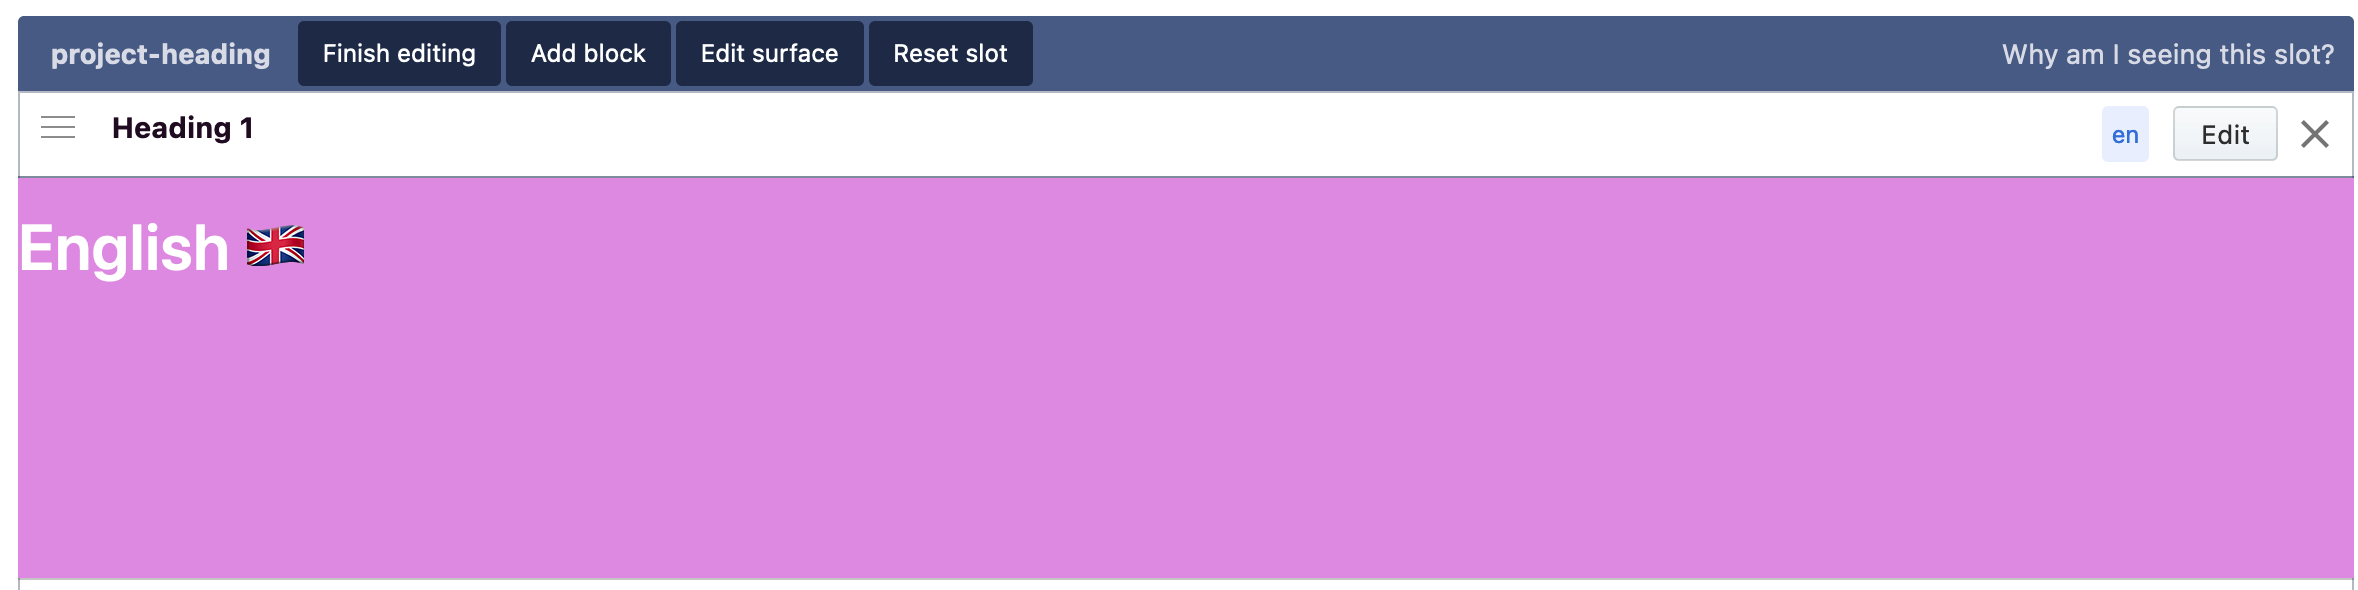 project-heading Finish editing Add block Edit surface Reset slot Why am I seeing this slot?
Heading 1 en Edit
English 🇬🇧